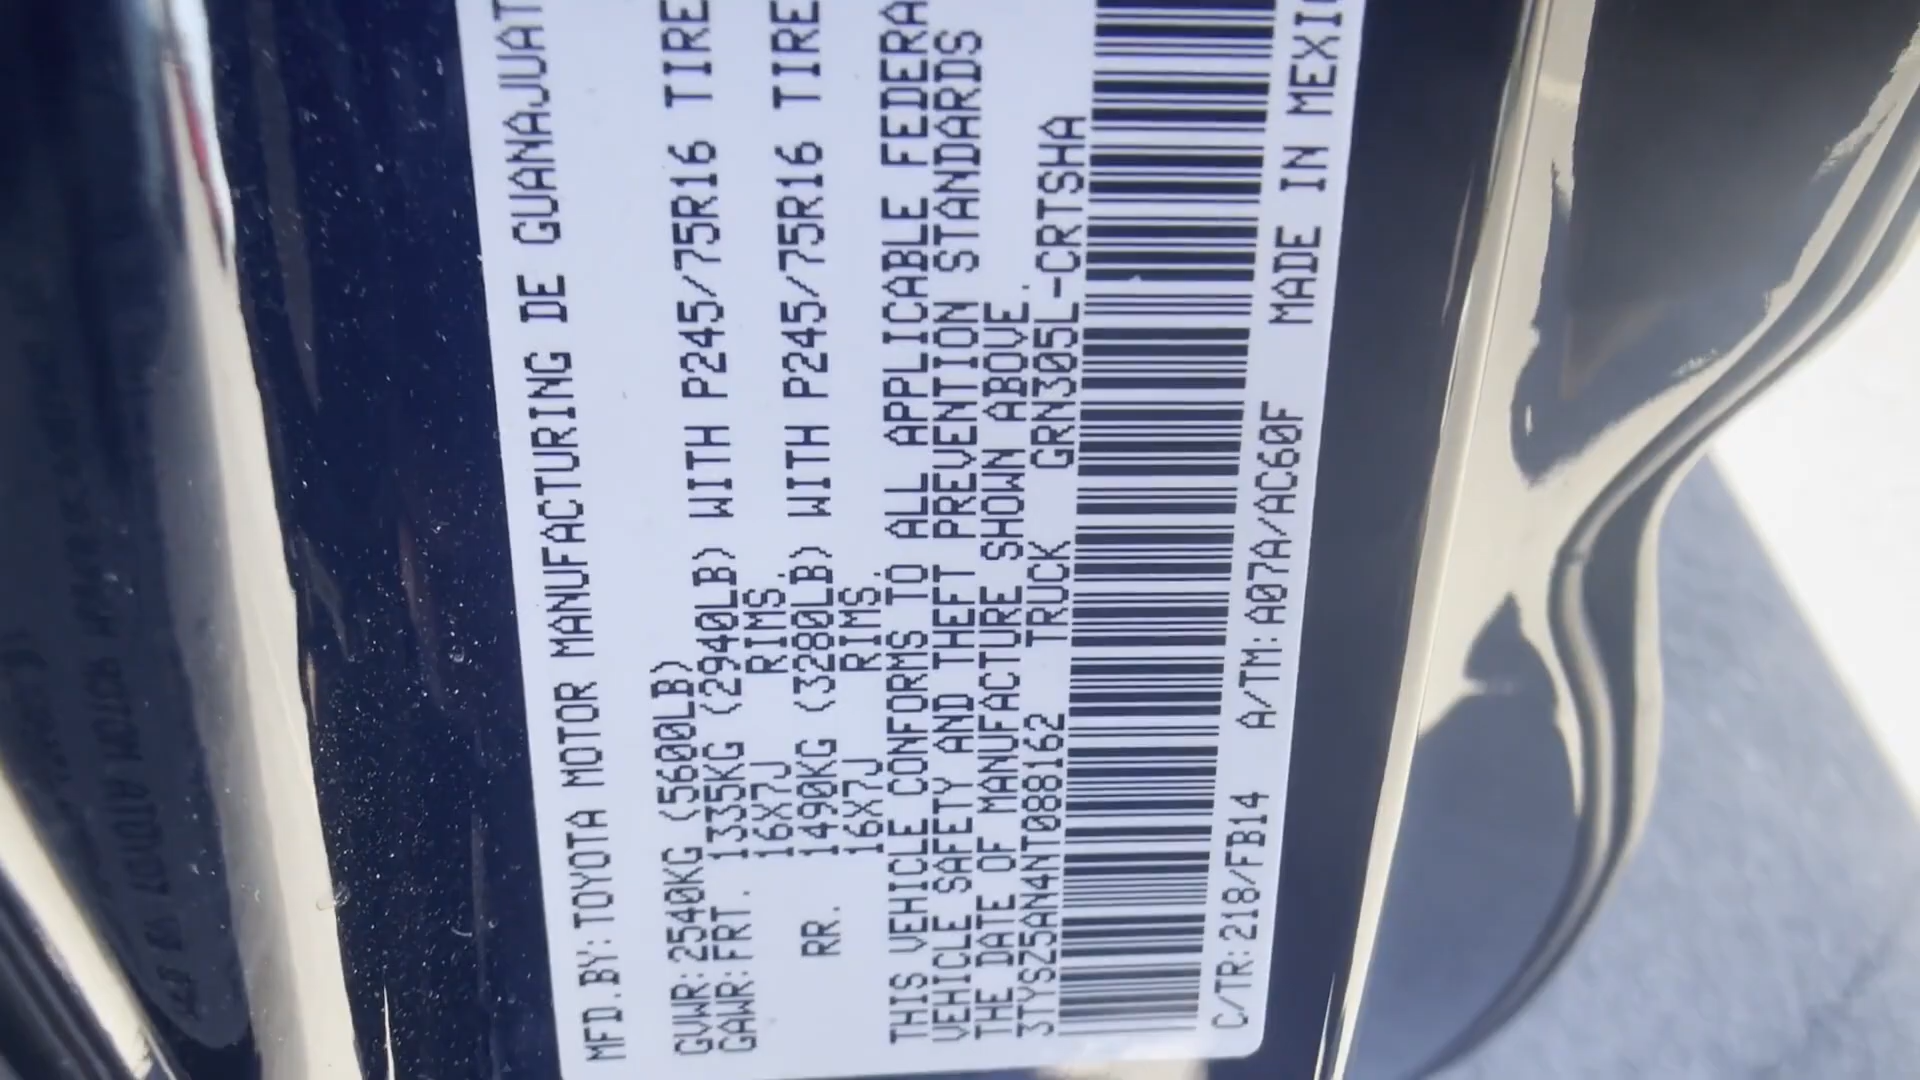 MFD.BY:TOYOTA MOTOR MANUFACTURING DE GUANAJUAT
GVWR:2540KG (5600LB)
GAWR:FRT. 1335KG (2940LB) WITH P245/75R16 TIRE
16X7J RIMS.
RR. 1490KG (3280LB) WITH P245/75R16 TIRE
16X7J RIMS.
THIS VEHICLE CONFORMS TO ALL APPLICABLE FEDERA
VEHICLE SAFETY AND THEFT PREVENTION STANDARDS
THE DATE OF MANUFACTURE SHOWN ABOVE.
3TYSZ5AN4NT088162 TRUCK GRN305L-CRTSHA
C/TR:218/FB14 A/TM:A07A/AC60F MADE IN MEXIC